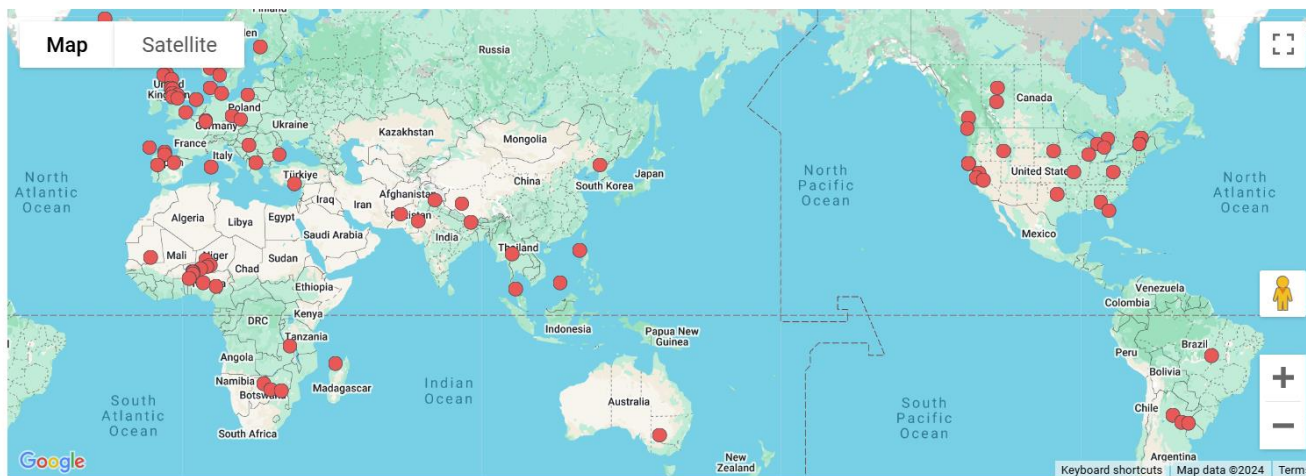 Map
Satellite
Finland
Russia
Canada
United
Kingdom
Poland
Germany
Ukraine
Kazakhstan
Mongolia
France
Italy
Türkiye
North
Atlantic
Ocean
China
Japan
South Korea
North
Pacific
Ocean
United States
North
Atlantic
Ocean
Afghanistan
Iraq
Iran
Pakistan
Algeria
Libya
Egypt
Saudi Arabia
India
Mexico
Mali
Niger
Chad
Sudan
Thailand
Ethiopia
Venezuela
Colombia
DRC
Kenya
Tanzania
Indonesia
Papua New
Guinea
Brazil
Peru
Angola
Bolivia
Namibia
Botswana
Madagascar
Indian
Ocean
Australia
South
Atlantic
Ocean
South
Pacific
Ocean
Chile
South Africa
Argentina
New
Zealand
Google
Keyboard shortcuts
Map data ©2024
Term